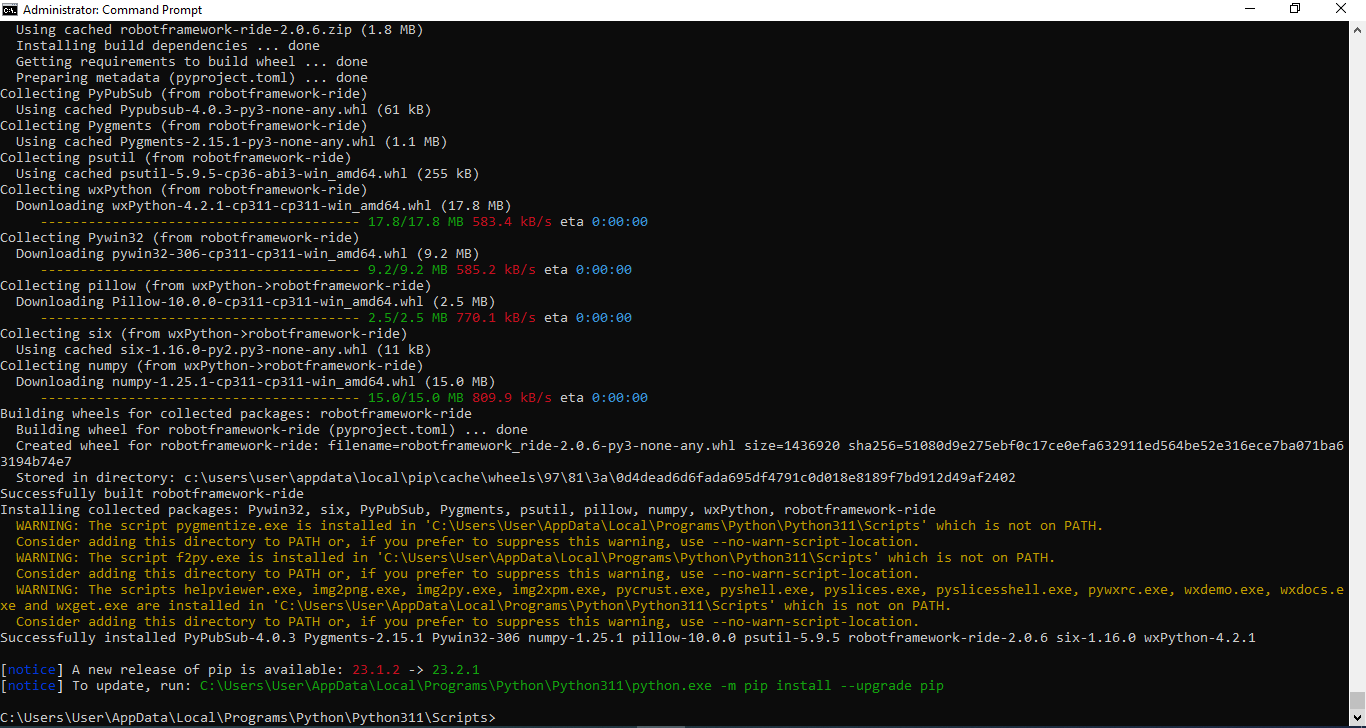 Administrator: Command Prompt
Using cached robotframework-ride-2.0.6.zip (1.8 MB)
Installing build dependencies ... done
Getting requirements to build wheel ... done
Preparing metadata (pyproject.toml) ... done
Collecting PyPubSub (from robotframework-ride)
Using cached Pypubsub-4.0.3-py3-none-any.whl (61 kB)
Collecting Pygments (from robotframework-ride)
Using cached Pygments-2.15.1-py3-none-any.whl (1.1 MB)
Collecting psutil (from robotframework-ride)
Using cached psutil-5.9.5-cp36-abi3-win_amd64.whl (255 kB)
Collecting wxPython (from robotframework-ride)
Downloading wxPython-4.2.1-cp311-cp311-win_amd64.whl (17.8 MB)
---------------------------------------- 17.8/17.8 MB 583.4 kB/s eta 0:00:00
Collecting Pywin32 (from robotframework-ride)
Downloading pywin32-306-cp311-cp311-win_amd64.whl (9.2 MB)
---------------------------------------- 9.2/9.2 MB 585.2 kB/s eta 0:00:00
Collecting pillow (from wxPython->robotframework-ride)
Downloading Pillow-10.0.0-cp311-cp311-win_amd64.whl (2.5 MB)
---------------------------------------- 2.5/2.5 MB 770.1 kB/s eta 0:00:00
Collecting six (from wxPython->robotframework-ride)
Using cached six-1.16.0-py2.py3-none-any.whl (11 kB)
Collecting numpy (from wxPython->robotframework-ride)
Downloading numpy-1.25.1-cp311-cp311-win_amd64.whl (15.0 MB)
---------------------------------------- 15.0/15.0 MB 809.9 kB/s eta 0:00:00
Building wheels for collected packages: robotframework-ride
Building wheel for robotframework-ride (pyproject.toml) ... done
Created wheel for robotframework-ride: filename=robotframework_ride-2.0.6-py3-none-any.whl size=1436920 sha256=51080d9e275ebf0c17ce0efa632911ed564be52e316ece7ba071ba6
3194b74e7
Stored in directory: c:\users\user\appdata\local\pip\cache\wheels\97\81\3a\0d4dead6d6fada695df4791c0d018e8189f7bd912d49af2402
Successfully built robotframework-ride
Installing collected packages: Pywin32, six, PyPubSub, Pygments, psutil, pillow, numpy, wxPython, robotframework-ride
WARNING: The script pygmentize.exe is installed in 'C:\Users\User\AppData\Local\Programs\Python\Python311\Scripts' which is not on PATH.
Consider adding this directory to PATH or, if you prefer to suppress this warning, use --no-warn-script-location.
WARNING: The script f2py.exe is installed in 'C:\Users\User\AppData\Local\Programs\Python\Python311\Scripts' which is not on PATH.
Consider adding this directory to PATH or, if you prefer to suppress this warning, use --no-warn-script-location.
WARNING: The scripts helpviewer.exe, img2png.exe, img2py.exe, img2xpm.exe, pycrust.exe, pyshell.exe, pyslices.exe, pyslicesshell.exe, pywxrc.exe, wxdemo.exe, wxdocs.e
xe and wxget.exe are installed in 'C:\Users\User\AppData\Local\Programs\Python\Python311\Scripts' which is not on PATH.
Consider adding this directory to PATH or, if you prefer to suppress this warning, use --no-warn-script-location.
Successfully installed PyPubSub-4.0.3 Pygments-2.15.1 Pywin32-306 numpy-1.25.1 pillow-10.0.0 psutil-5.9.5 robotframework-ride-2.0.6 six-1.16.0 wxPython-4.2.1
[notice] A new release of pip is available: 23.1.2 -> 23.2.1
[notice] To update, run: C:\Users\User\AppData\Local\Programs\Python\Python311\python.exe -m pip install --upgrade pip
C:\Users\User\AppData\Local\Programs\Python\Python311\Scripts>